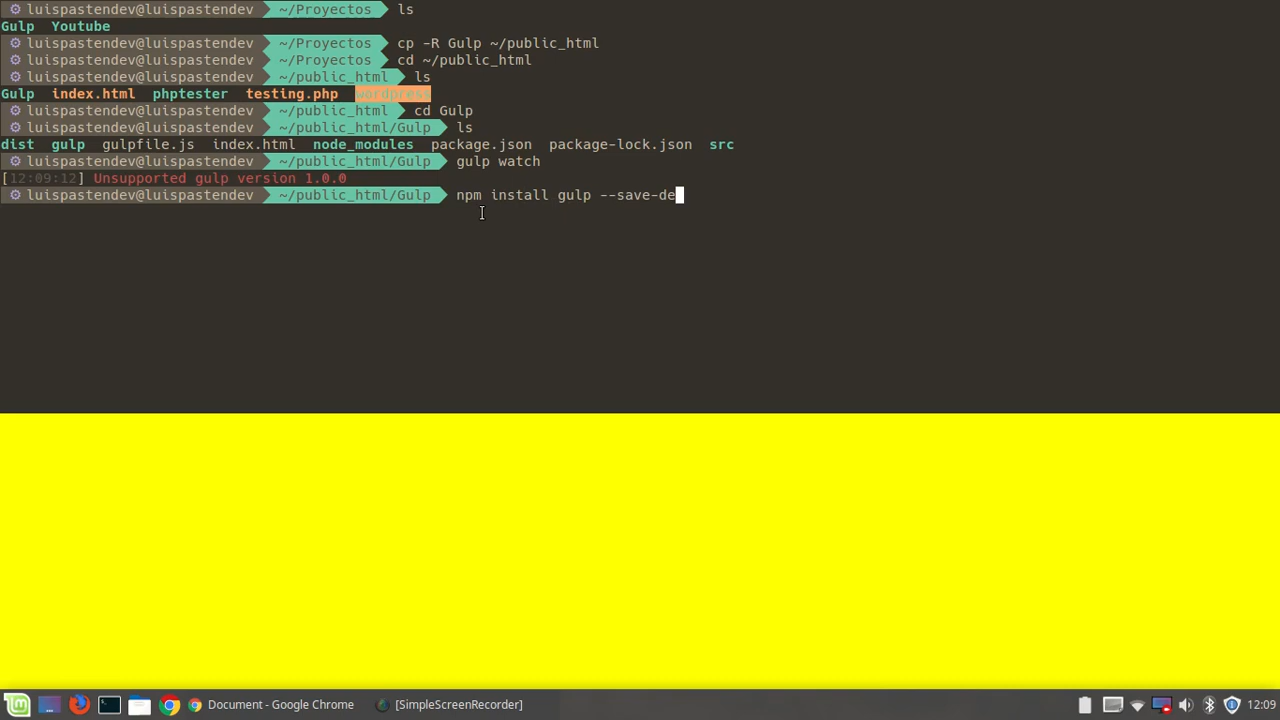 luispastendev@luispastendev ~/Proyectos ls
Gulp Youtube
luispastendev@luispastendev ~/Proyectos cp -R Gulp ~/public_html
luispastendev@luispastendev ~/Proyectos cd ~/public_html
luispastendev@luispastendev ~/public_html ls
Gulp index.html phptester testing.php wordpress
luispastendev@luispastendev ~/public_html cd Gulp
luispastendev@luispastendev ~/public_html/Gulp ls
dist gulp gulpfile.js index.html node_modules package.json package-lock.json src
luispastendev@luispastendev ~/public_html/Gulp gulp watch
[12:09:12] Unsupported gulp version 1.0.0
luispastendev@luispastendev ~/public_html/Gulp npm install gulp --save-de
Document - Google Chrome [SimpleScreenRecorder] 12:09